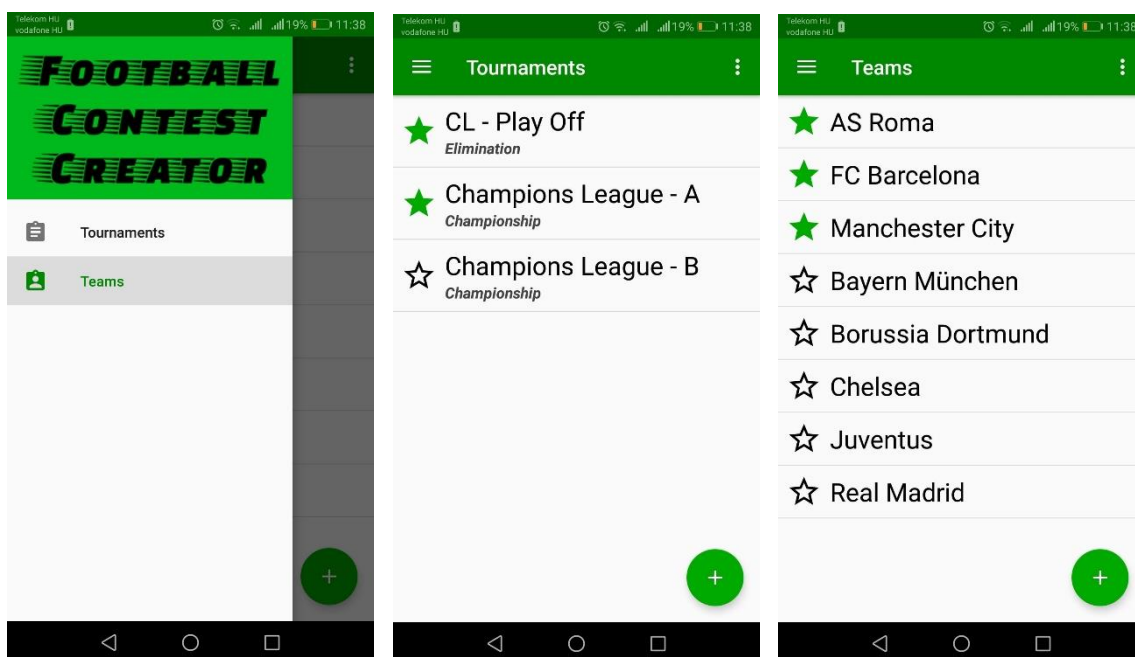 Telekom HU
vodafone HU
19% 11:38
FOOTBALL
CONTEST
CREATOR
Tournaments
Teams
Telekom HU
vodafone HU
19% 11:38
Tournaments
CL - Play Off
Elimination
Champions League - A
Championship
Champions League - B
Championship
Telekom HU
vodafone HU
19% 11:38
Teams
AS Roma
FC Barcelona
Manchester City
Bayern München
Borussia Dortmund
Chelsea
Juventus
Real Madrid